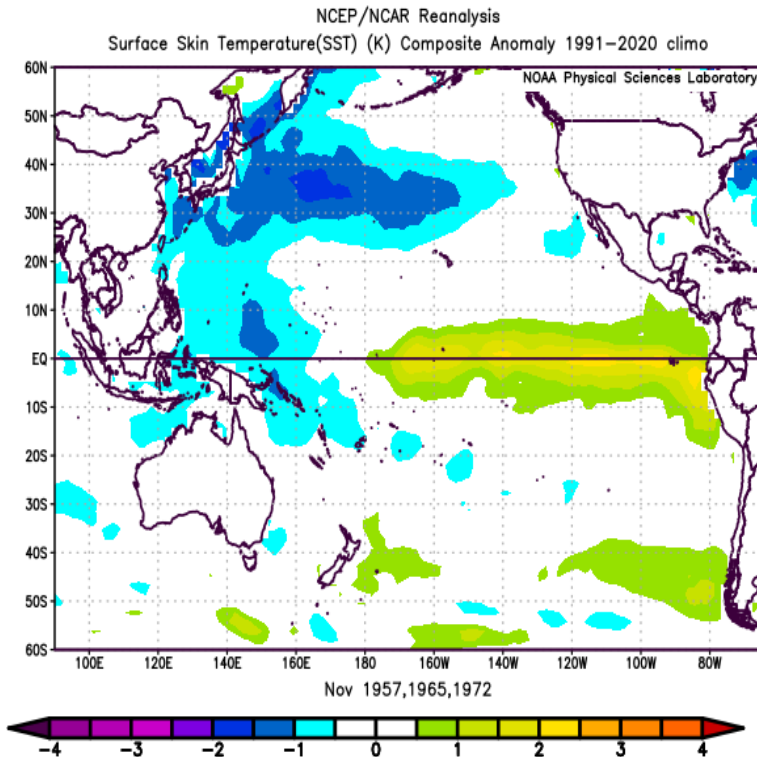 NCEP/NCAR Reanalysis
Surface Skin Temperature(SST) (K) Composite Anomaly 1991–2020 climo
NOAA Physical Sciences Laboratory
60N
50N
40N
30N
20N
10N
EQ
10S
20S
30S
40S
50S
60S
100E 120E 140E 160E 180 160W 140W 120W 100W 80W
Nov 1957,1965,1972
−4 −3 −2 −1 0 1 2 3 4